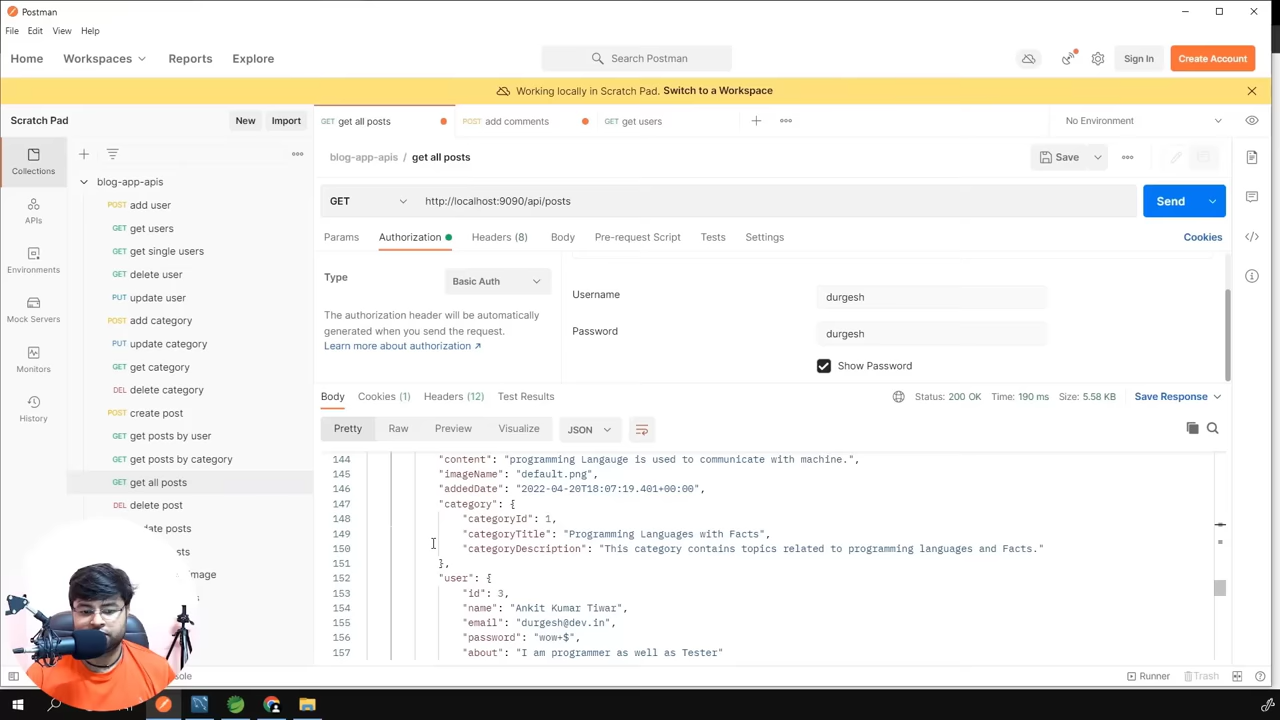 Postman
File Edit View Help
Home Workspaces Reports Explore Search Postman Sign In Create Account
Working locally in Scratch Pad. Switch to a Workspace
Scratch Pad New Import
GET get all posts POST add comments GET get users No Environment
Collections
APIs
Environments
Mock Servers
Monitors
History
blog-app-apis
POST add user
GET get users
GET get single users
GET delete user
PUT update user
POST add category
PUT update category
GET get category
DEL delete category
POST create post
GET get posts by user
GET get posts by category
GET get all posts
DEL delete post
posts
image
blog-app-apis / get all posts Save
GET http://localhost:9090/api/posts Send
Params Authorization Headers (8) Body Pre-request Script Tests Settings Cookies
Type Basic Auth
The authorization header will be automatically
generated when you send the request.
Learn more about authorization ↗
Username durgesh
Password durgesh
Show Password
Body Cookies (1) Headers (12) Test Results Status: 200 OK Time: 190 ms Size: 5.58 KB Save Response
Pretty Raw Preview Visualize JSON
144 "content": "programming Langauge is used to communicate with machine.",
145 "imageName": "default.png",
146 "addedDate": "2022-04-20T18:07:19.401+00:00",
147 "category": {
148 "categoryId": 1,
149 "categoryTitle": "Programming Languages with Facts",
150 "categoryDescription": "This category contains topics related to programming languages and Facts."
151 },
152 "user": {
153 "id": 3,
154 "name": "Ankit Kumar Tiwar",
155 "email": "durgesh@dev.in",
156 "password": "wow+$",
157 "about": "I am programmer as well as Tester"
Runner Trash